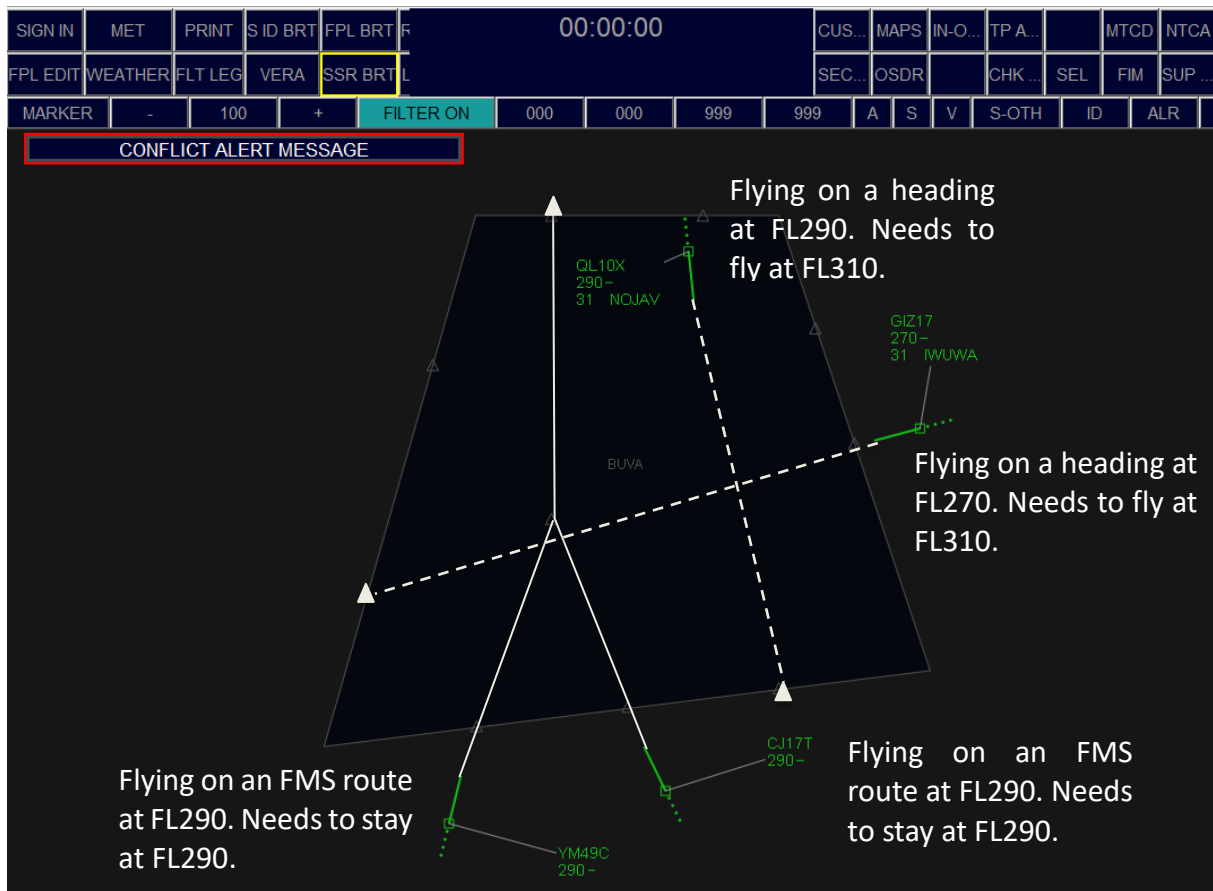 SIGN IN MET PRINT S ID BRT FPL BRT 00:00:00 CUS... MAPS IN-O... TP A... MTCD NTCA
FPL EDIT WEATHER FLT LEG VERA SSR BRT SEC... OSDR CHK ... SEL FIM SUP ...
MARKER - 100 + FILTER ON 000 000 999 999 A S V S-OTH ID ALR
CONFLICT ALERT MESSAGE
Flying on a heading
at FL290. Needs to
fly at FL310.
QL10X
290-
31 NOJAV
GIZ17
270-
31 IWUWA
BUVA
Flying on a heading at
FL270. Needs to fly at
FL310.
CJ17T
290-
Flying on an FMS
route at FL290. Needs
to stay at FL290.
Flying on an FMS route
at FL290. Needs to stay
at FL290.
YM49C
290-